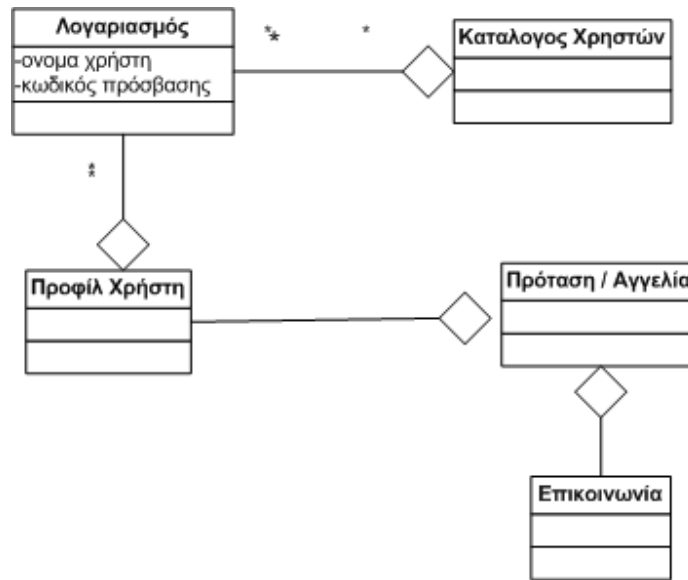 Λογαριασμός
-ονομα χρήστη
-κωδικός πρόσβασης
*
*
*
Καταλογος Χρηστών
*
*
Προφίλ Χρήστη
Πρόταση / Αγγελία
Επικοινωνία